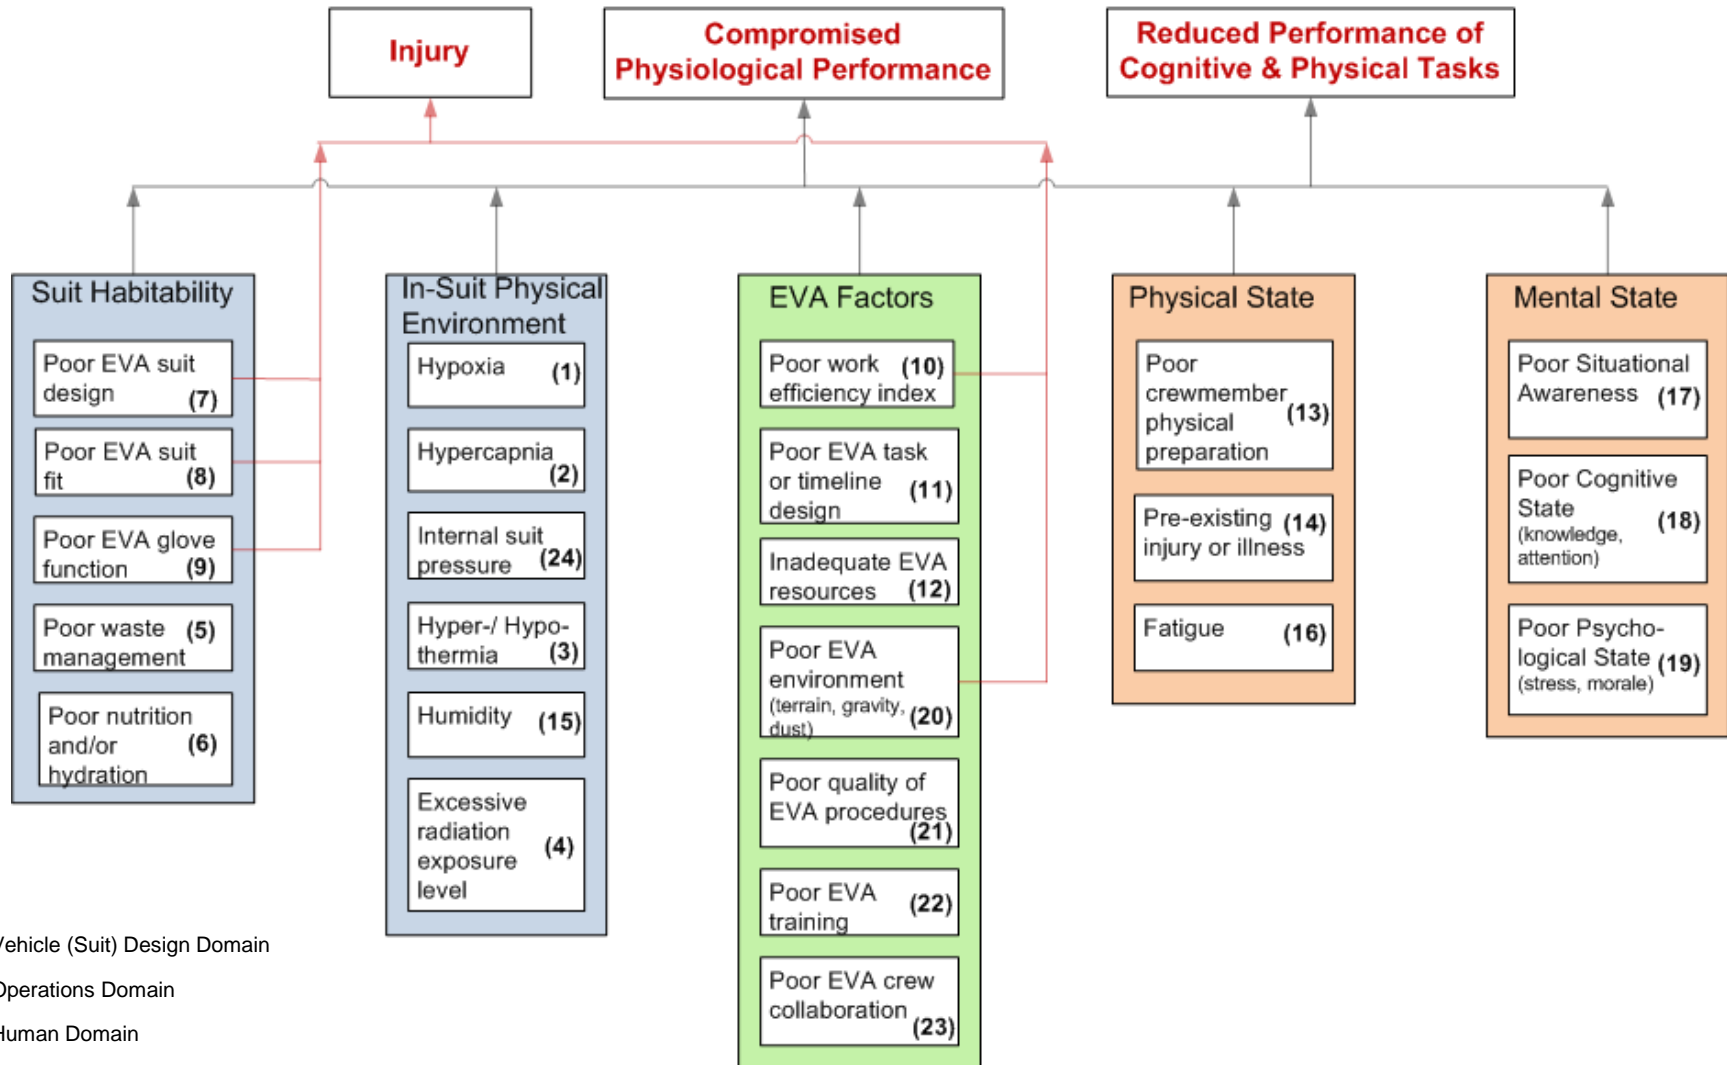 Injury
Compromised
Physiological Performance
Reduced Performance of
Cognitive & Physical Tasks
Suit Habitability
Poor EVA suit
design (7)
Poor EVA suit
fit (8)
Poor EVA glove
function (9)
Poor waste (5)
management
Poor nutrition
and/or (6)
hydration
In-Suit Physical
Environment
Hypoxia (1)
Hypercapnia
(2)
Internal suit
pressure (24)
Hyper-/ Hypo-
thermia (3)
Humidity (15)
Excessive
radiation
exposure (4)
level
EVA Factors
Poor work (10)
efficiency index
Poor EVA task
or timeline (11)
design
Inadequate EVA
resources (12)
Poor EVA
environment
(terrain, gravity, (20)
dust)
Poor quality of
EVA procedures
(21)
Poor EVA (22)
training
Poor EVA crew
collaboration
(23)
Physical State
Poor
crewmember
physical (13)
preparation
Pre-existing (14)
injury or illness
Fatigue (16)
Mental State
Poor Situational
Awareness (17)
Poor Cognitive
State (18)
(knowledge,
attention)
Poor Psycho-
logical State (19)
(stress, morale)
Vehicle (Suit) Design Domain
Operations Domain
Human Domain